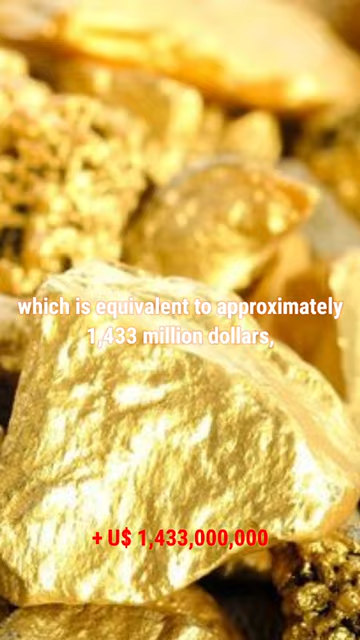 which is equivalent to approximately
1,433 million dollars,
+ U$ 1,433,000,000